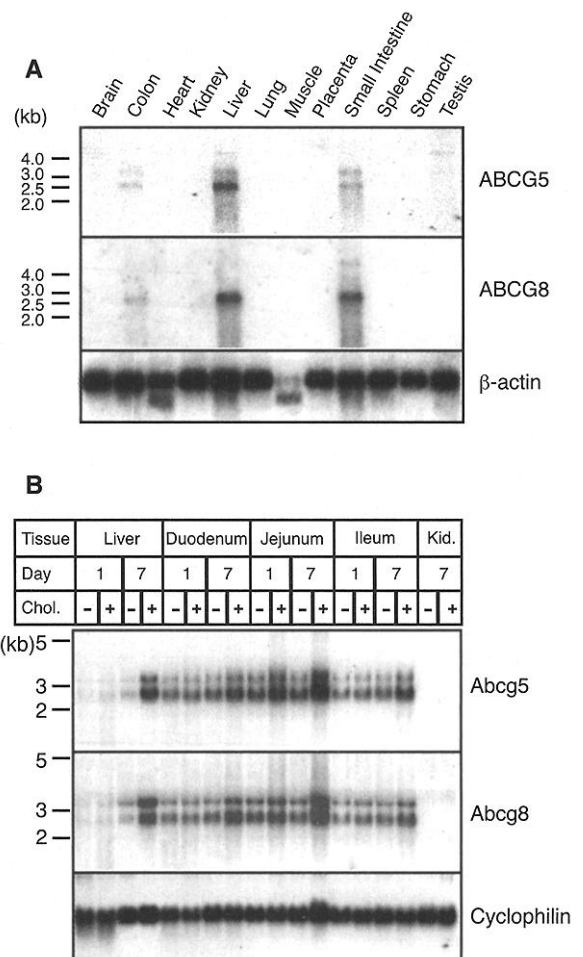 A
Brain Colon Heart Kidney Liver Lung Muscle Placenta Small Intestine Spleen Stomach Testis
(kb)
4.0
3.0
2.5
2.0
ABCG5
4.0
3.0
2.5
2.0
ABCG8
β-actin
B
Tissue Liver Duodenum Jejunum Ileum Kid.
Day 1 7 1 7 1 7 1 7 7
Chol. - + - + - + - + - + - + - + - + - +
(kb) 5
3
2
Abcg5
5
3
2
Abcg8
Cyclophilin